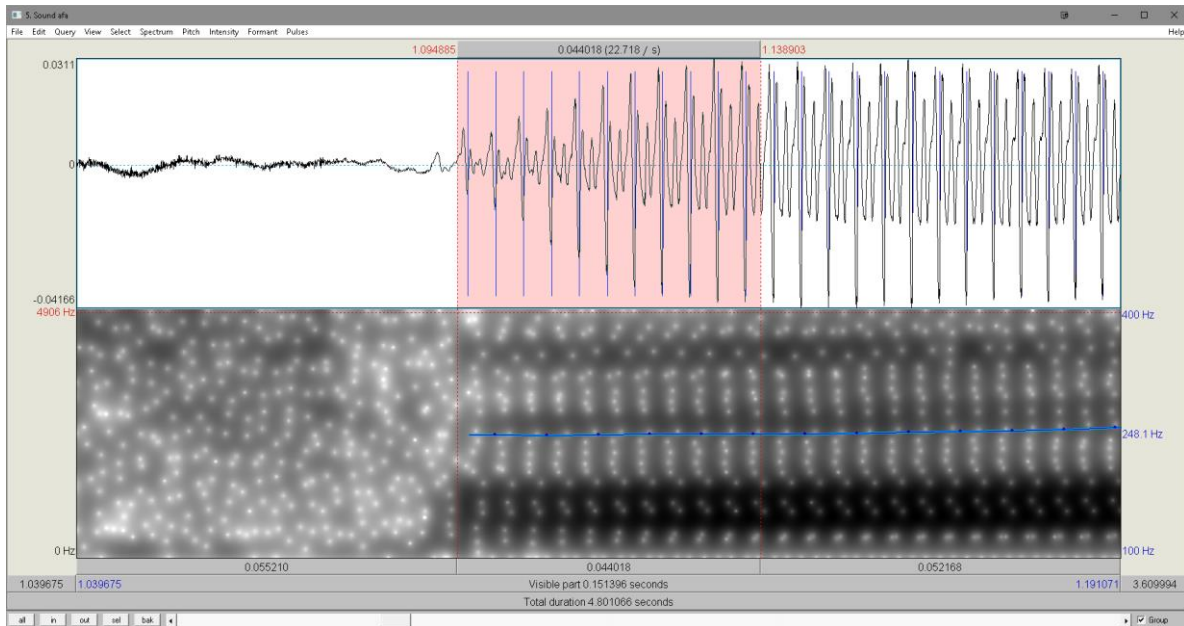 5. Sound afs
File Edit Query View Select Spectrum Pitch Intensity Formant Pulses Help
1.094885 0.044018 (22.718 / s) 1.138903
0.0311
0
-0.04166
4906 Hz 400 Hz
248.1 Hz
0 Hz 100 Hz
0.055210 0.044018 0.052168
1.039675 1.039675 Visible part 0.151396 seconds 1.191071 3.609994
Total duration 4.801066 seconds
all in out sel bak Group